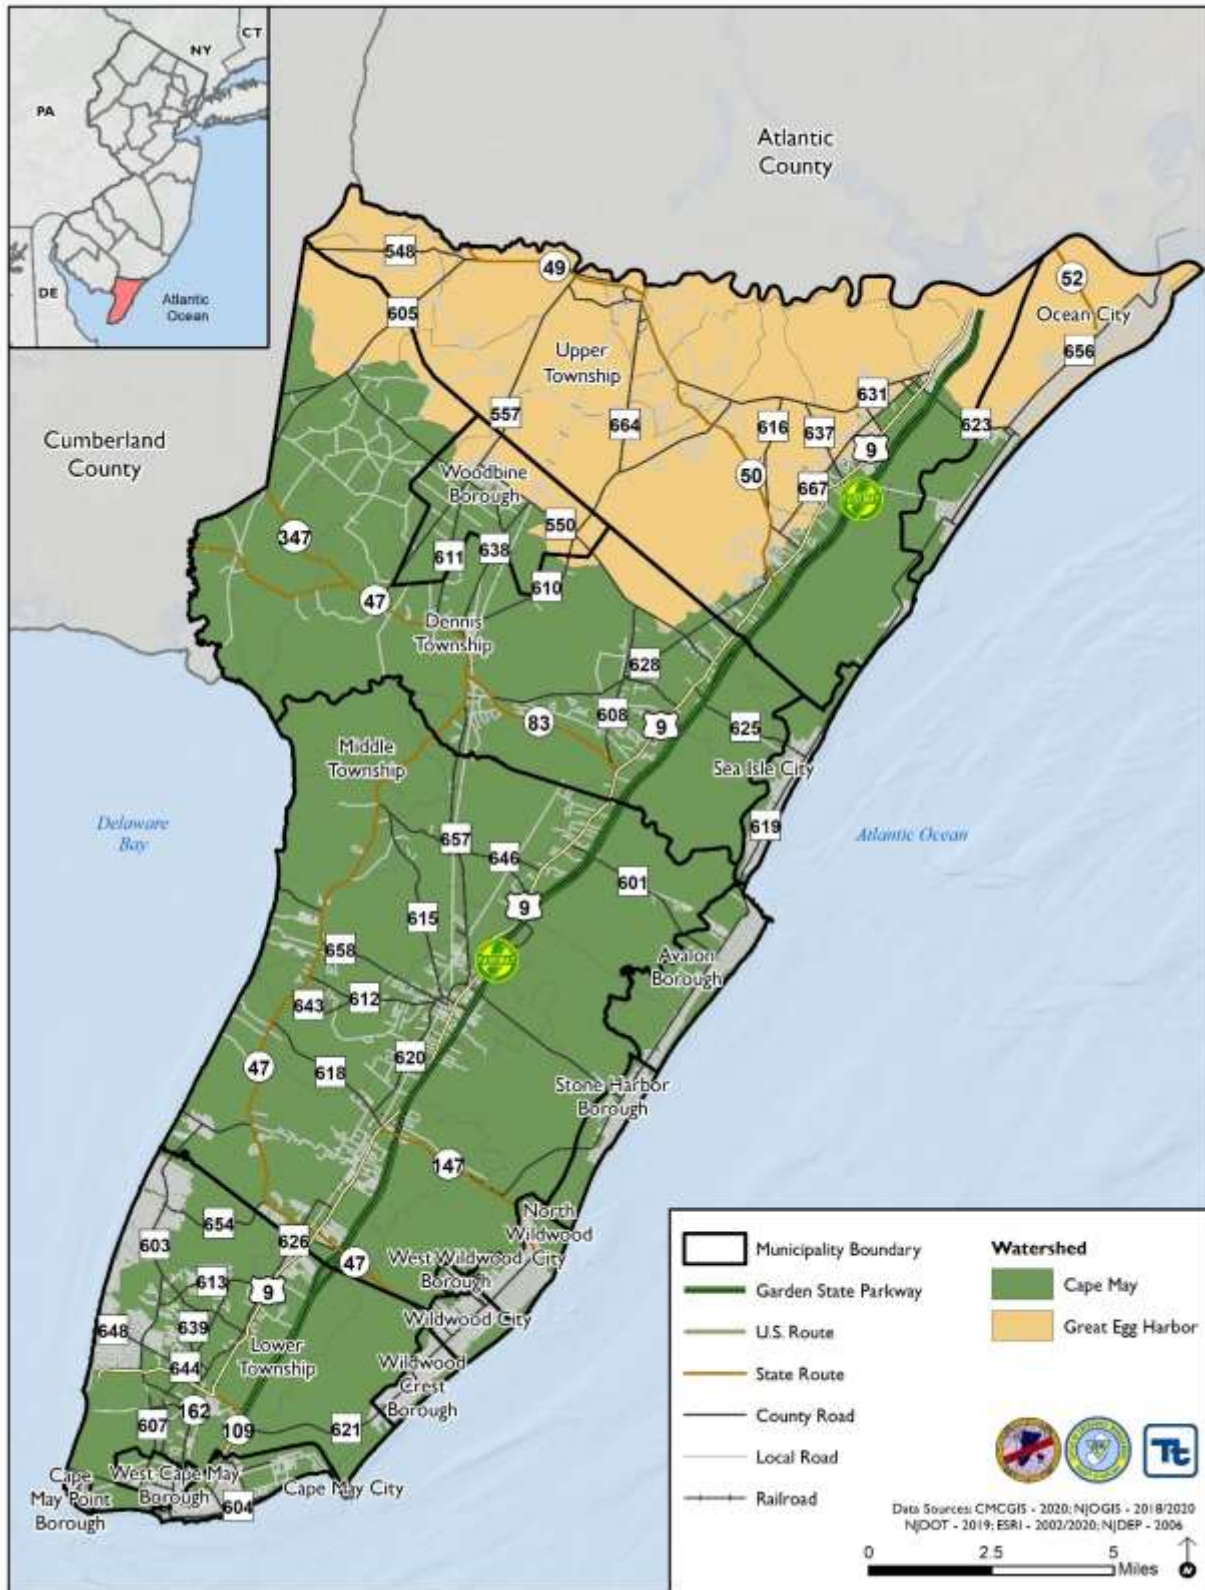 CT
NY
PA
DE
Atlantic
Ocean
Atlantic
County
548
49
52
Ocean City
605
656
Upper
Township
631
557
664
616
637
623
9
Cumberland
County
Woodbine
Borough
50
667
PARKWAY
550
347
611
638
610
47
Dennis
Township
628
608
83
9
625
Middle
Township
Sea Isle City
Delaware
Bay
619
Atlantic Ocean
657
646
601
9
615
658
PARKWAY
Avalon
Borough
643
612
620
47
618
Stone Harbor
Borough
147
654
603
626
North
Wildwood
City
47
West Wildwood
Borough
613
9
Wildwood City
648
639
Lower
Township
644
Wildwood
Crest
Borough
162
607
109
621
Cape
May Point
Borough
West Cape May
Borough
Cape May City
604
Municipality Boundary
Garden State Parkway
U.S. Route
State Route
County Road
Local Road
Railroad
Watershed
Cape May
Great Egg Harbor
Tt
Data Sources: CMCGIS - 2020; NJOGIS - 2018/2020
NJDOT - 2019; ESRI - 2002/2020; NJDEP - 2006
0 2.5 5
Miles
N